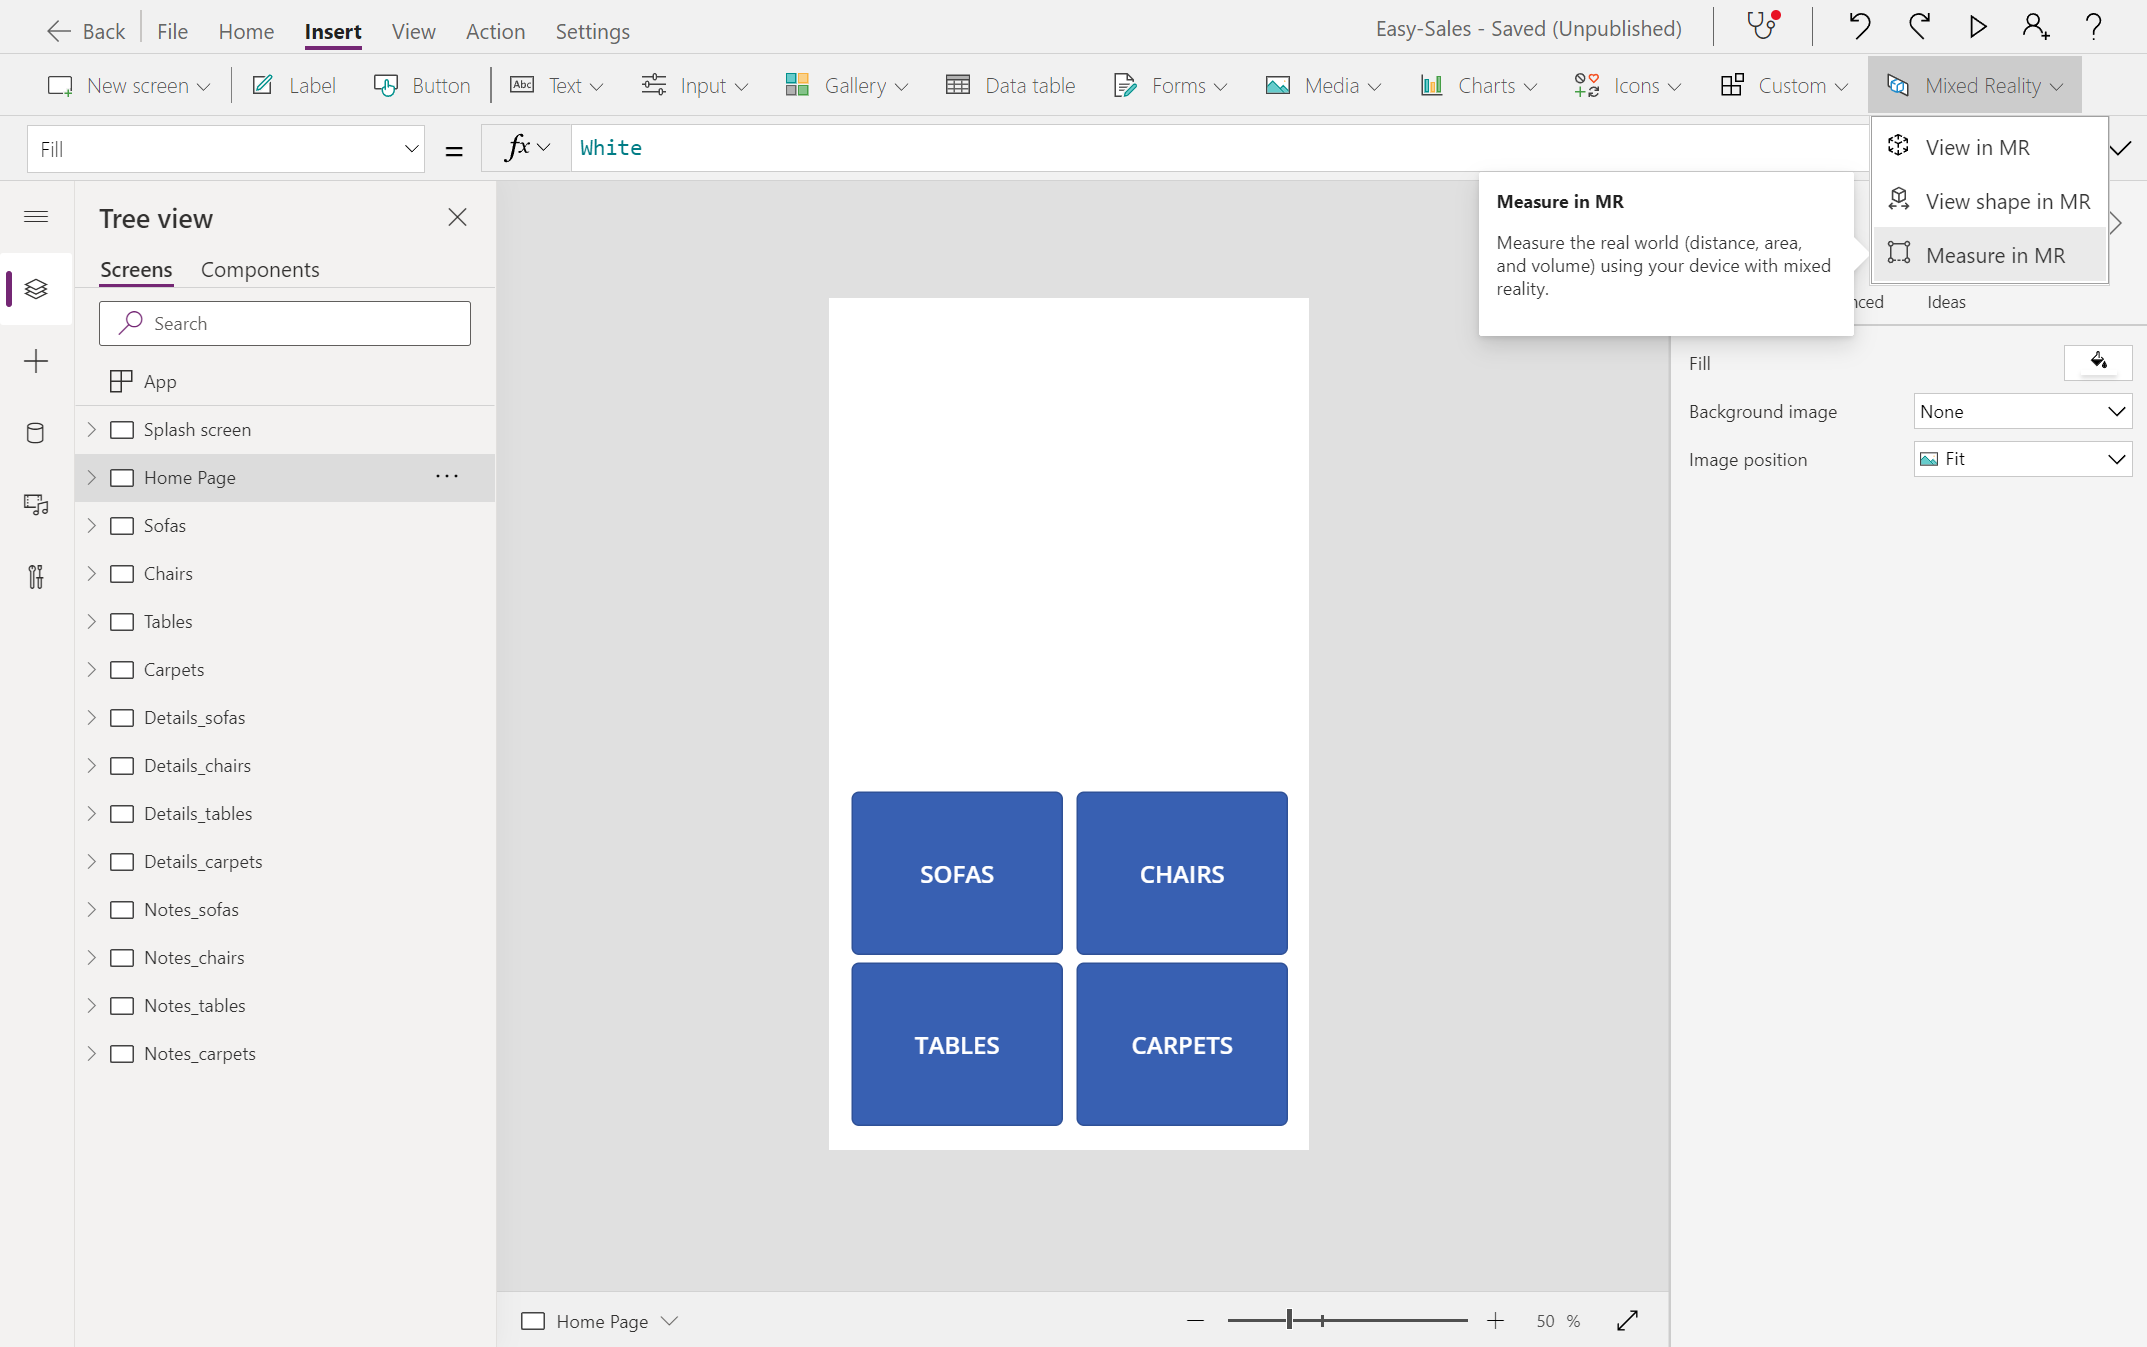 Back
File
Home
Insert
View
Action
Settings
Easy-Sales - Saved (Unpublished)
New screen
Label
Button
Abc
Text
Input
Gallery
Data table
Forms
Media
Charts
Icons
Custom
Mixed Reality
Fill
=
fx
White
View in MR
View shape in MR
Measure in MR
Measure in MR
Measure the real world (distance, area,
and volume) using your device with mixed
reality.
nced
Ideas
Tree view
Screens
Components
Search
App
Splash screen
Home Page
Sofas
Chairs
Tables
Carpets
Details_sofas
Details_chairs
Details_tables
Details_carpets
Notes_sofas
Notes_chairs
Notes_tables
Notes_carpets
SOFAS
CHAIRS
TABLES
CARPETS
Fill
Background image
None
Image position
Fit
Home Page
50 %